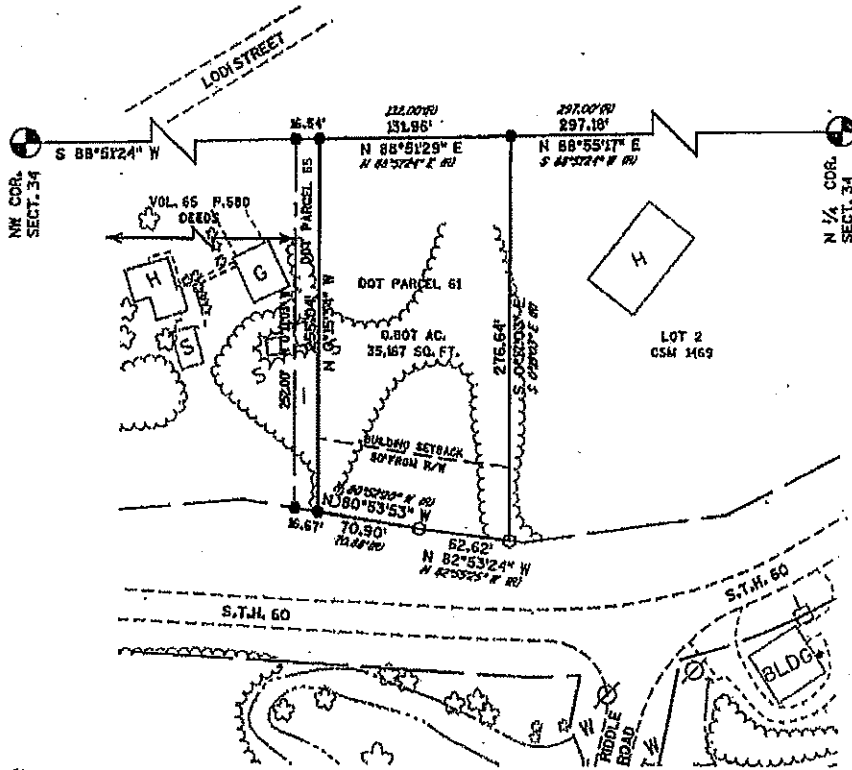 LODI STREET
16.54'
131.96'
297.00'(R)
297.18'
S 88°51'24" W
N 88°51'29" E
N 88°55'17" E
NW COR.
SECT. 34
N 1/4 COR.
SECT. 34
VOL. 65 P.580
DEEDS
DOT PARCEL 65
H
G
S
S
H
DOT PARCEL 61
0.807 AC.
35,167 SQ. FT.
276.64'
LOT 2
CSM 1469
252.00'
BUILDING SETBACK
50' FROM R/W
N 80°53'53" W
16.67'
70.90'
62.62'
N 82°53'24" W
S.T.H. 60
S.T.H. 60
BLDG
W
RIDDLE
ROAD
W